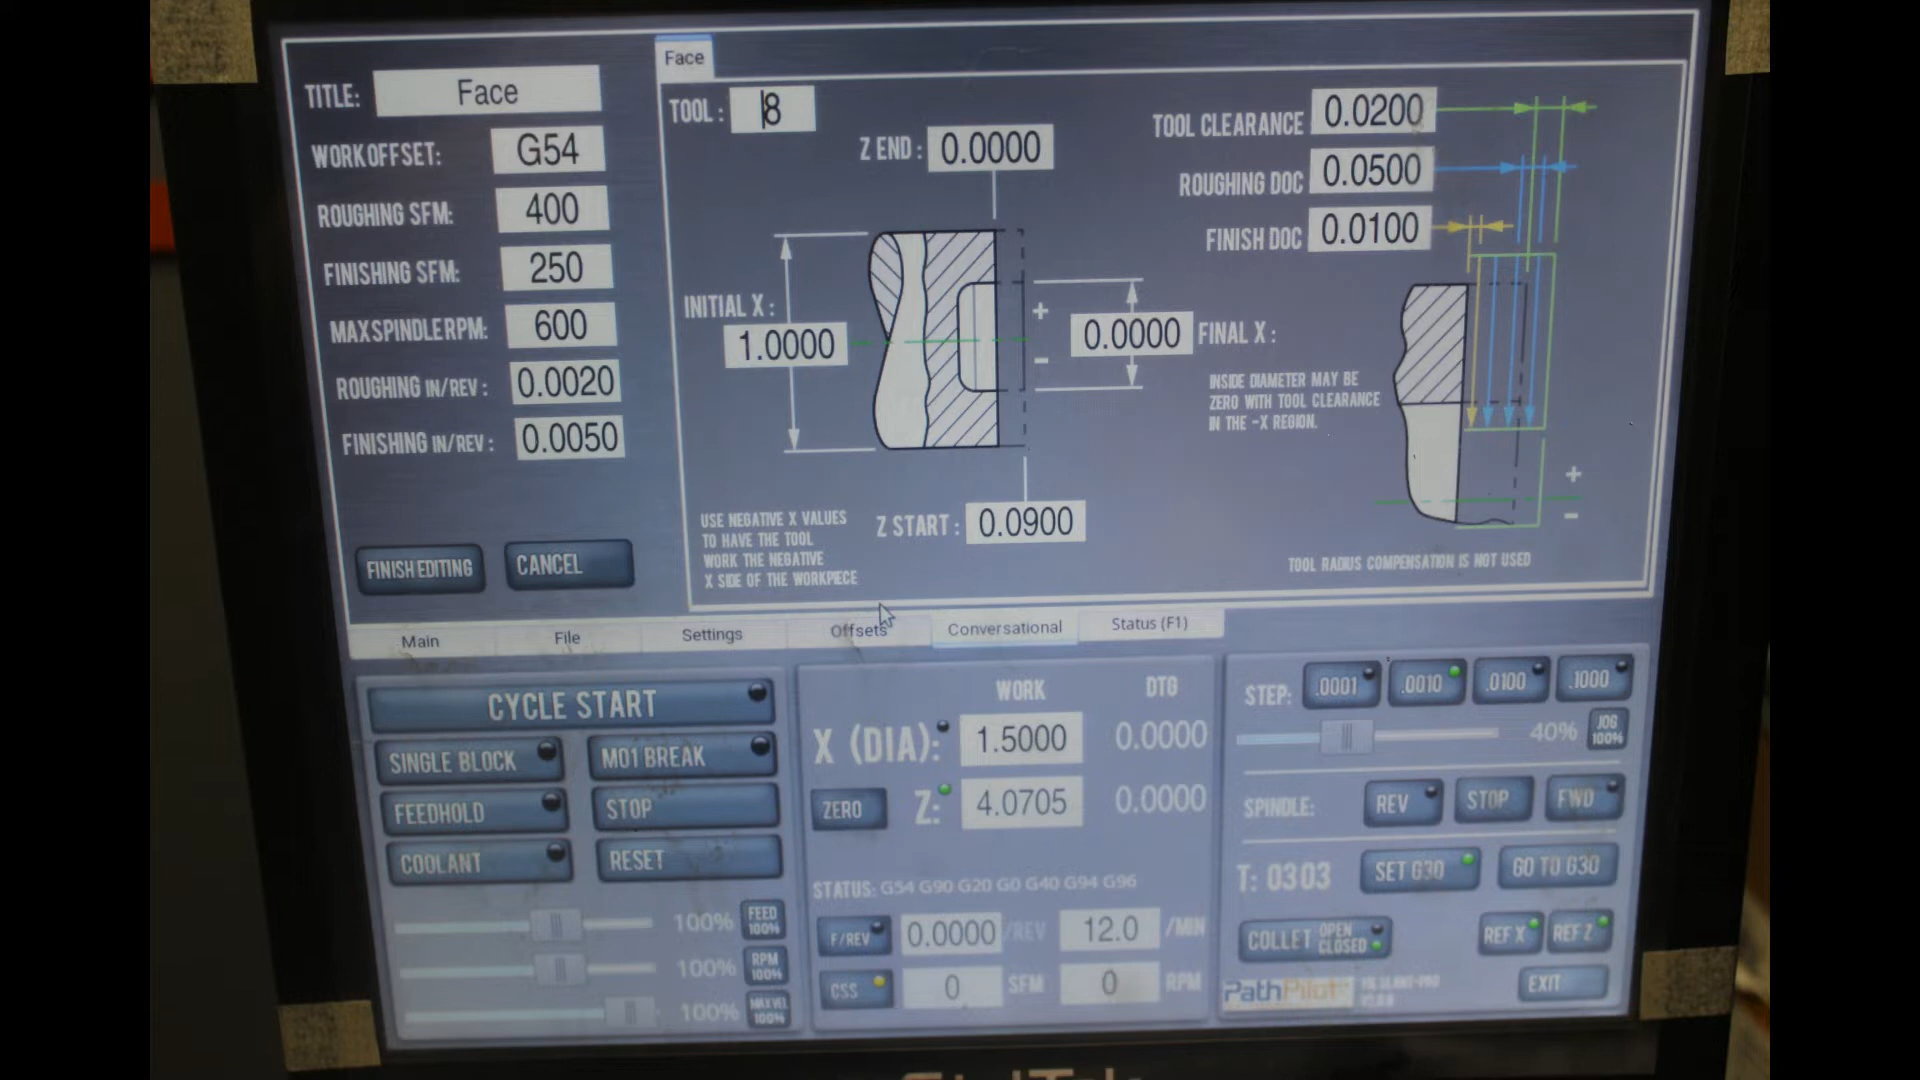 Face
TITLE: Face
WORK OFFSET: G54
ROUGHING SFM: 400
FINISHING SFM: 250
MAX SPINDLE RPM: 600
ROUGHING IN/REV: 0.0020
FINISHING IN/REV: 0.0050
FINISH EDITING CANCEL
TOOL: 8
Z END: 0.0000
INITIAL X:
1.0000
0.0000 FINAL X:
INSIDE DIAMETER MAY BE
ZERO WITH TOOL CLEARANCE
IN THE -X REGION.
+
-
USE NEGATIVE X VALUES
TO HAVE THE TOOL
WORK THE NEGATIVE
X SIDE OF THE WORKPIECE
Z START: 0.0900
TOOL CLEARANCE 0.0200
ROUGHING DOC 0.0500
FINISH DOC 0.0100
+
-
TOOL RADIUS COMPENSATION IS NOT USED
Main File Settings Offsets Conversational Status (F1)
CYCLE START
SINGLE BLOCK M01 BREAK
FEEDHOLD STOP
COOLANT RESET
100% FEED 100%
100% RPM 100%
100% MAX VEL 100%
WORK DTG
X (DIA): 1.5000 0.0000
ZERO Z: 4.0705 0.0000
STATUS: G54 G90 G20 G0 G40 G94 G96
F/REV 0.0000 /REV 12.0 /MIN
CSS 0 SFM 0 RPM
STEP: .0001 .0010 .0100 .1000
40% JOG 100%
SPINDLE: REV STOP FWD
T: 0303 SET G30 GO TO G30
COLLET OPEN CLOSED REF X REF Z
PathPilot EXIT